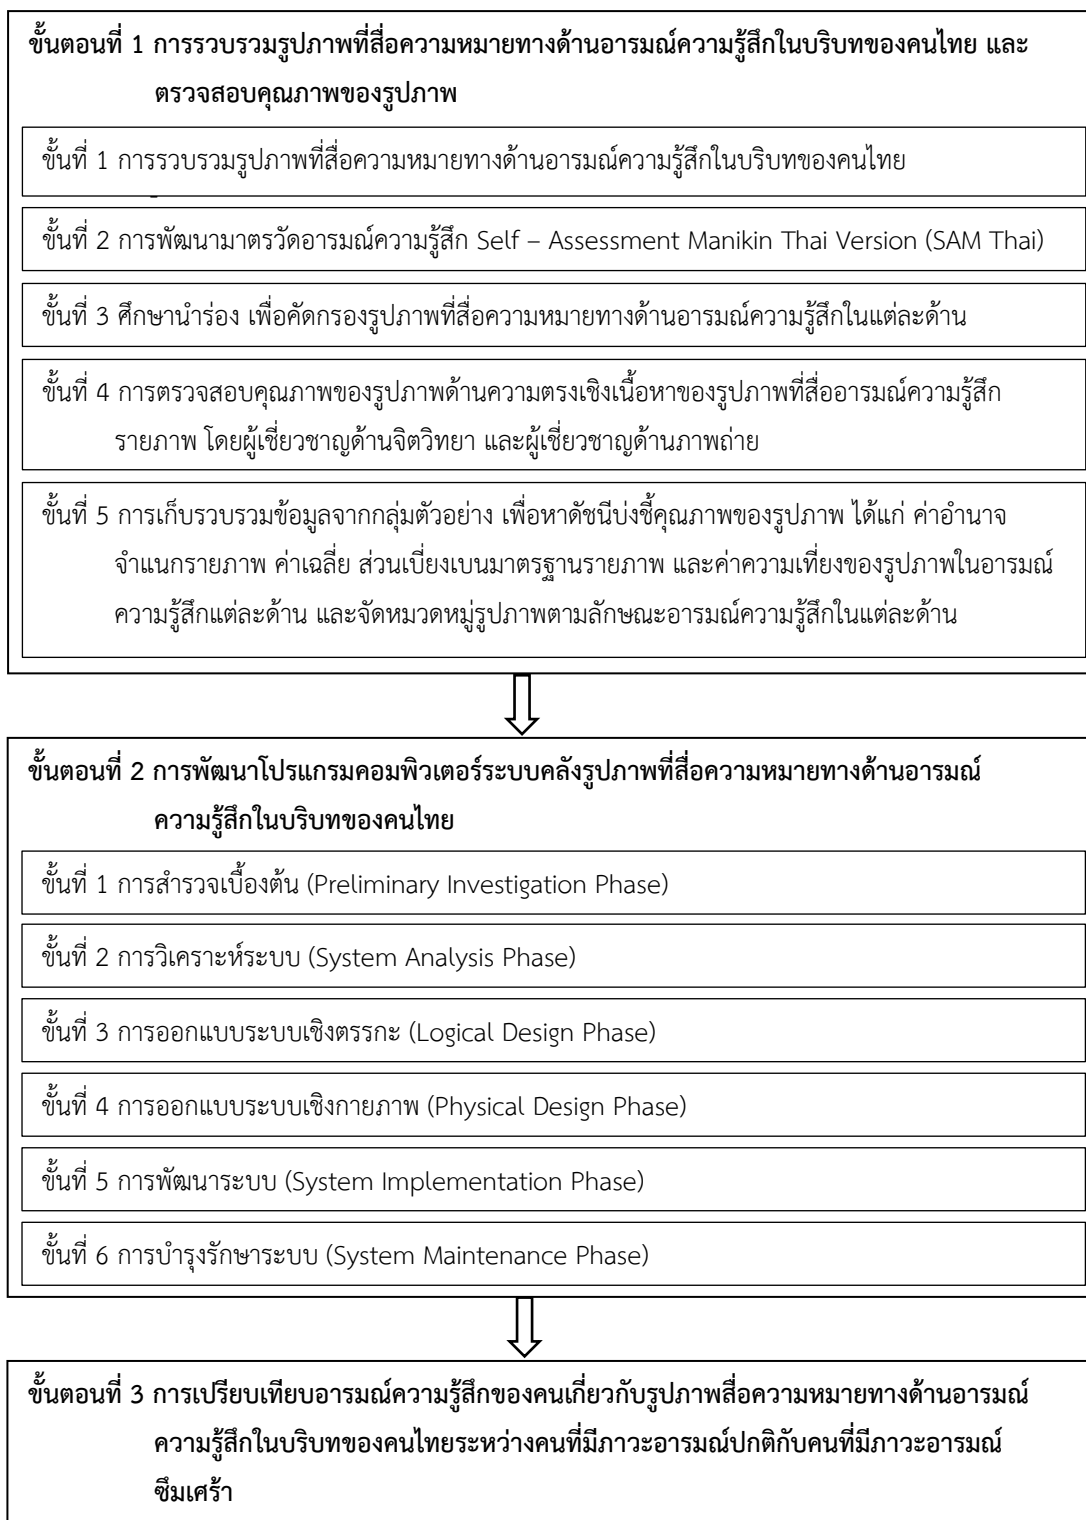 ขั้นตอนที่ 1 การรวบรวมรูปภาพที่สื่อความหมายทางด้านอารมณ์ความรู้สึกในบริบทของคนไทย และ
ตรวจสอบคุณภาพของรูปภาพ
ขั้นที่ 1 การรวบรวมรูปภาพที่สื่อความหมายทางด้านอารมณ์ความรู้สึกในบริบทของคนไทย
ขั้นที่ 2 การพัฒนามาตรวัดอารมณ์ความรู้สึก Self – Assessment Manikin Thai Version (SAM Thai)
ขั้นที่ 3 ศึกษานำร่อง เพื่อคัดกรองรูปภาพที่สื่อความหมายทางด้านอารมณ์ความรู้สึกในแต่ละด้าน
ขั้นที่ 4 การตรวจสอบคุณภาพของรูปภาพด้านความตรงเชิงเนื้อหาของรูปภาพที่สื่ออารมณ์ความรู้สึก
รายภาพ โดยผู้เชี่ยวชาญด้านจิตวิทยา และผู้เชี่ยวชาญด้านภาพถ่าย
ขั้นที่ 5 การเก็บรวบรวมข้อมูลจากกลุ่มตัวอย่าง เพื่อหาดัชนีบ่งชี้คุณภาพของรูปภาพ ได้แก่ ค่าอำนาจ
จำแนกรายภาพ ค่าเฉลี่ย ส่วนเบี่ยงเบนมาตรฐานรายภาพ และค่าความเที่ยงของรูปภาพในอารมณ์
ความรู้สึกแต่ละด้าน และจัดหมวดหมู่รูปภาพตามลักษณะอารมณ์ความรู้สึกในแต่ละด้าน
ขั้นตอนที่ 2 การพัฒนาโปรแกรมคอมพิวเตอร์ระบบคลังรูปภาพที่สื่อความหมายทางด้านอารมณ์
ความรู้สึกในบริบทของคนไทย
ขั้นที่ 1 การสำรวจเบื้องต้น (Preliminary Investigation Phase)
ขั้นที่ 2 การวิเคราะห์ระบบ (System Analysis Phase)
ขั้นที่ 3 การออกแบบระบบเชิงตรรกะ (Logical Design Phase)
ขั้นที่ 4 การออกแบบระบบเชิงกายภาพ (Physical Design Phase)
ขั้นที่ 5 การพัฒนาระบบ (System Implementation Phase)
ขั้นที่ 6 การบำรุงรักษาระบบ (System Maintenance Phase)
ขั้นตอนที่ 3 การเปรียบเทียบอารมณ์ความรู้สึกของคนเกี่ยวกับรูปภาพสื่อความหมายทางด้านอารมณ์
ความรู้สึกในบริบทของคนไทยระหว่างคนที่มีภาวะอารมณ์ปกติกับคนที่มีภาวะอารมณ์
ซึมเศร้า